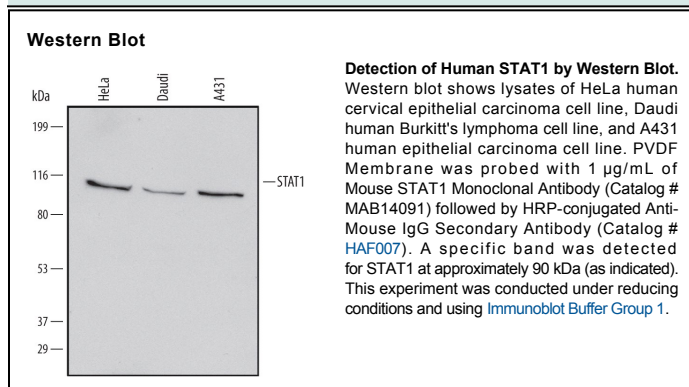 Western Blot
kDa
HeLa
Daudi
A431
199
116
80
53
37
29
STAT1
Detection of Human STAT1 by Western Blot.
Western blot shows lysates of HeLa human
cervical epithelial carcinoma cell line, Daudi
human Burkitt's lymphoma cell line, and A431
human epithelial carcinoma cell line. PVDF
Membrane was probed with 1 µg/mL of
Mouse STAT1 Monoclonal Antibody (Catalog #
MAB14091) followed by HRP-conjugated Anti-
Mouse IgG Secondary Antibody (Catalog #
HAF007). A specific band was detected
for STAT1 at approximately 90 kDa (as indicated).
This experiment was conducted under reducing
conditions and using Immunoblot Buffer Group 1.